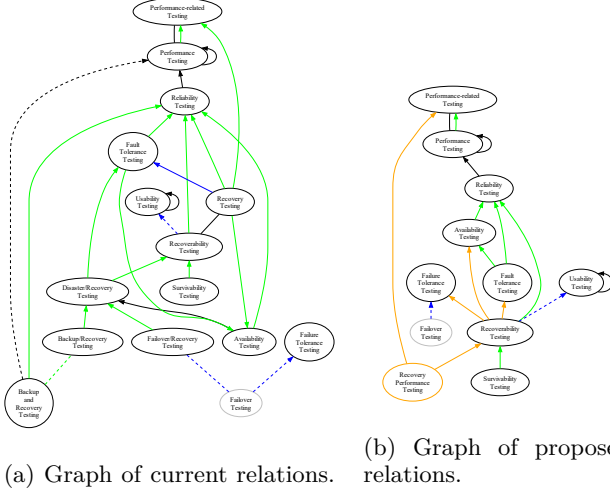 Performance-related
Testing
Performance
Testing
Reliability
Testing
Fault
Tolerance
Testing
Usability
Testing
Recovery
Testing
Recoverability
Testing
Disaster/Recovery
Testing
Survivability
Testing
Backup/Recovery
Testing
Failover/Recovery
Testing
Availability
Testing
Failure
Tolerance
Testing
Backup
and
Recovery
Testing
Failover
Testing
(a) Graph of current relations.
Performance-related
Testing
Performance
Testing
Reliability
Testing
Availability
Testing
Failure
Tolerance
Testing
Fault
Tolerance
Testing
Usability
Testing
Failover
Testing
Recoverability
Testing
Recovery
Performance
Testing
Survivability
Testing
(b) Graph of propose
relations.